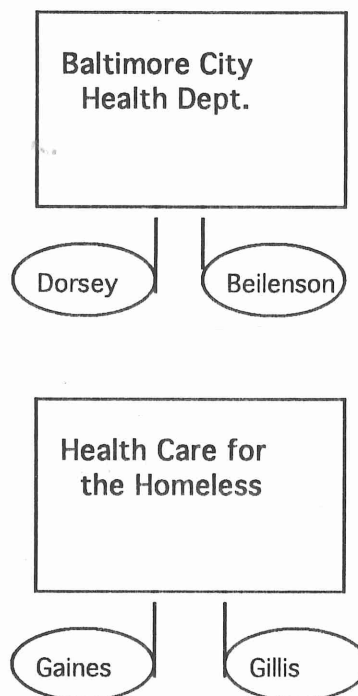 Baltimore City
Health Dept.
Dorsey
Beilenson
Health Care for
the Homeless
Gaines
Gillis